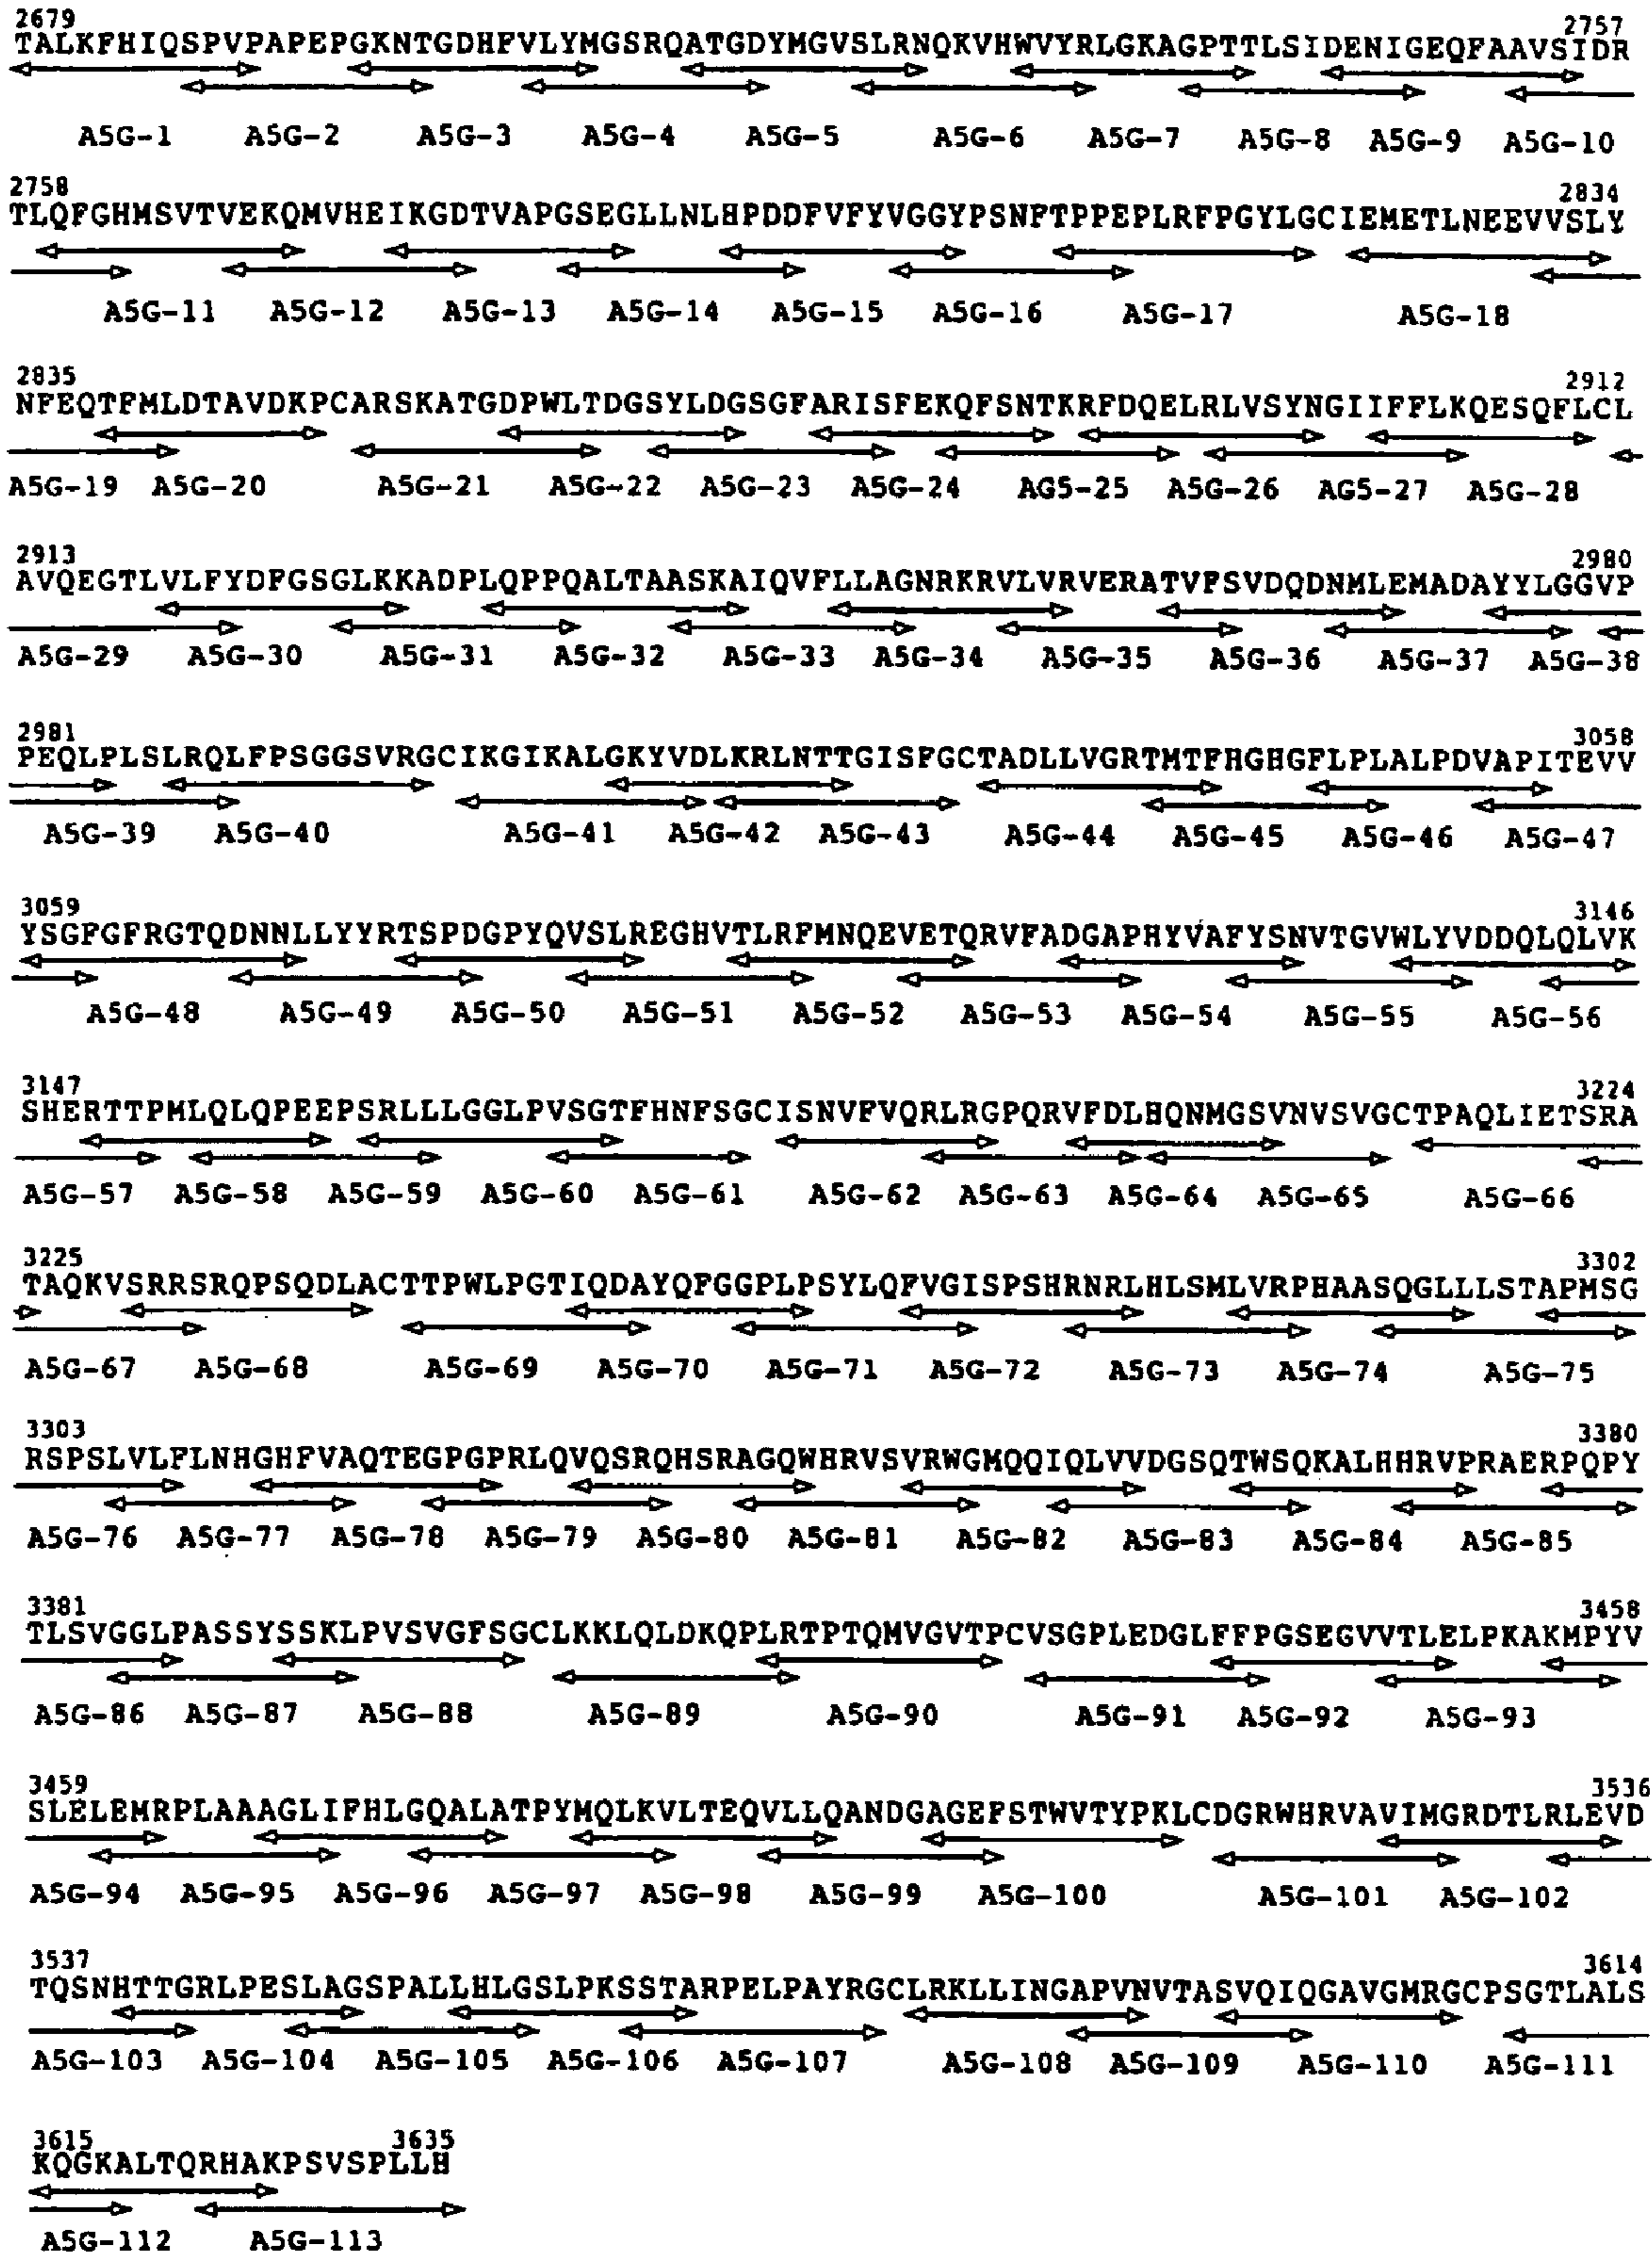 2679 2757
TALKFHIQSPVPAPEPGKNTGDHFVLYMGSRQATGDYMGVSLRNQKVHWVYRLGKAGPTTLSIDENIGEQFAAVSIDR
A5G-1 A5G-2 A5G-3 A5G-4 A5G-5 A5G-6 A5G-7 A5G-8 A5G-9 A5G-10
2758 2834
TLQFGHMSVTVEKQMVHEIKGDTVAPGSEGLLNLHPDDFVFYVGGYPSNFTPPEPLRFPGYLGCIEMETLNEEVVSLY
A5G-11 A5G-12 A5G-13 A5G-14 A5G-15 A5G-16 A5G-17 A5G-18
2835 2912
NFEQTFMLDTAVDKPCARSKATGDPWLTDGSYLDGSGFARISFEKQFSNTKRFDQELRLVSYNGIIFFLKQESQFLCL
A5G-19 A5G-20 A5G-21 A5G-22 A5G-23 A5G-24 AG5-25 A5G-26 AG5-27 A5G-28
2913 2980
AVQEGTLVLFYDFGSGLKKADPLQPPQALTAASKAIQVFLLAGNRKRVLVRVERATVFSVDQDNMLEMADAYYLGGVP
A5G-29 A5G-30 A5G-31 A5G-32 A5G-33 A5G-34 A5G-35 A5G-36 A5G-37 A5G-38
2981 3058
PEQLPLSLRQLFPSGGSVRGCIKGIKALGKYVDLKRLNTTGISFGCTADLLVGRTMTFHGHGFLPLALPDVAPITEVV
A5G-39 A5G-40 A5G-41 A5G-42 A5G-43 A5G-44 A5G-45 A5G-46 A5G-47
3059 3146
YSGFGFRGTQDNNLLYYRTSPDGPYQVSLREGHVTLRFMNQEVETQRVFADGAPHYVAFYSNVTGVWLYVDDQLQLVK
A5G-48 A5G-49 A5G-50 A5G-51 A5G-52 A5G-53 A5G-54 A5G-55 A5G-56
3147 3224
SHERTTPMLQLQPEEPSRLLLGGLPVSGTFHNFSGCISNVFVQRLRGPQRVFDLHQNMGSVNVSVGCTPAQLIETSRA
A5G-57 A5G-58 A5G-59 A5G-60 A5G-61 A5G-62 A5G-63 A5G-64 A5G-65 A5G-66
3225 3302
TAQKVSRRSRQPSQDLACTTPWLPGTIQDAYQFGGPLPSYLQFVGISPSHRNRLHLSMLVRPHAASQGLLLSTAPMSG
A5G-67 A5G-68 A5G-69 A5G-70 A5G-71 A5G-72 A5G-73 A5G-74 A5G-75
3303 3380
RSPSLVLFLNHGHFVAQTEGPGPRLQVQSRQHSRAGQWHRVSVRWGMQQIQLVVDGSQTWSQKALHHRVPRAERPQPY
A5G-76 A5G-77 A5G-78 A5G-79 A5G-80 A5G-81 A5G-82 A5G-83 A5G-84 A5G-85
3381 3458
TLSVGGLPASSYSSKLPVSVGFSGCLKKLQLDKQPLRTPTQMVGVTPCVSGPLEDGLFFPGSEGVVTLELPKAKMPYV
A5G-86 A5G-87 A5G-88 A5G-89 A5G-90 A5G-91 A5G-92 A5G-93
3459 3536
SLELEMRPLAAAGLIFHLGQALATPYMQLKVLTEQVLLQANDGAGEFSTWVTYPKLCDGRWHRVAVIMGRDTLRLEVD
A5G-94 A5G-95 A5G-96 A5G-97 A5G-98 A5G-99 A5G-100 A5G-101 A5G-102
3537 3614
TQSNHTTGRLPESLAGSPALLHLGSLPKSSTARPELPAYRGCLRKLLINGAPVNVTASVQIQGAVGMRGCPSGTLALS
A5G-103 A5G-104 A5G-105 A5G-106 A5G-107 A5G-108 A5G-109 A5G-110 A5G-111
3615 3635
KQGKALTQRHAKPSVSPLLH
A5G-112 A5G-113